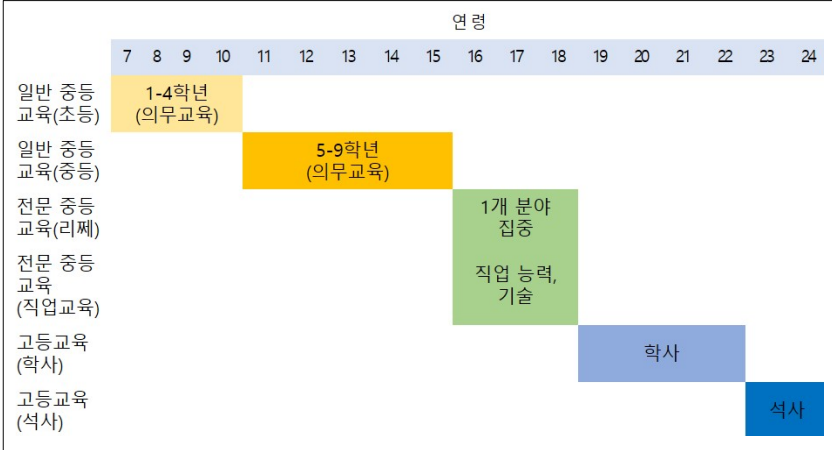 연령
7 8 9 10 11 12 13 14 15 16 17 18 19 20 21 22 23 24
일반 중등
교육(초등)
1-4학년
(의무교육)
일반 중등
교육(중등)
5-9학년
(의무교육)
전문 중등
교육(리쩨)
1개 분야
집중
전문 중등
교육
(직업교육)
직업 능력,
기술
고등교육
(학사)
학사
고등교육
(석사)
석사